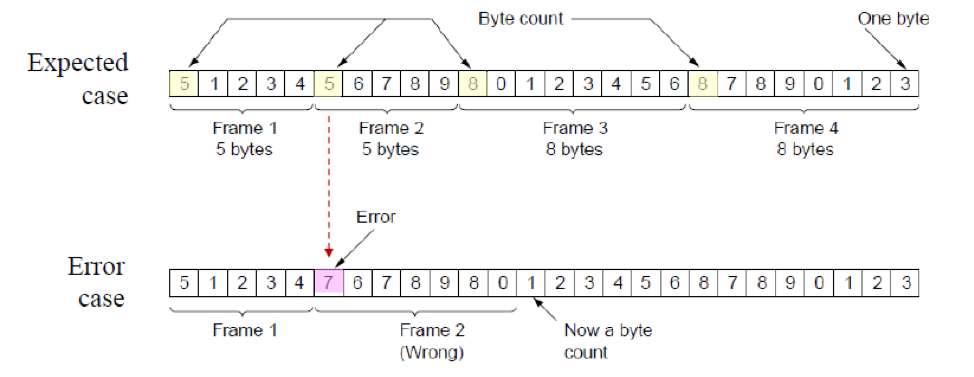 Byte count
One byte
Expected
case
5 1 2 3 4 5 6 7 8 9 8 0 1 2 3 4 5 6 8 7 8 9 0 1 2 3
Frame 1
5 bytes
Frame 2
5 bytes
Frame 3
8 bytes
Frame 4
8 bytes
Error
Error
case
5 1 2 3 4 7 6 7 8 9 8 0 1 2 3 4 5 6 8 7 8 9 0 1 2 3
Frame 1
Frame 2
(Wrong)
Now a byte
count